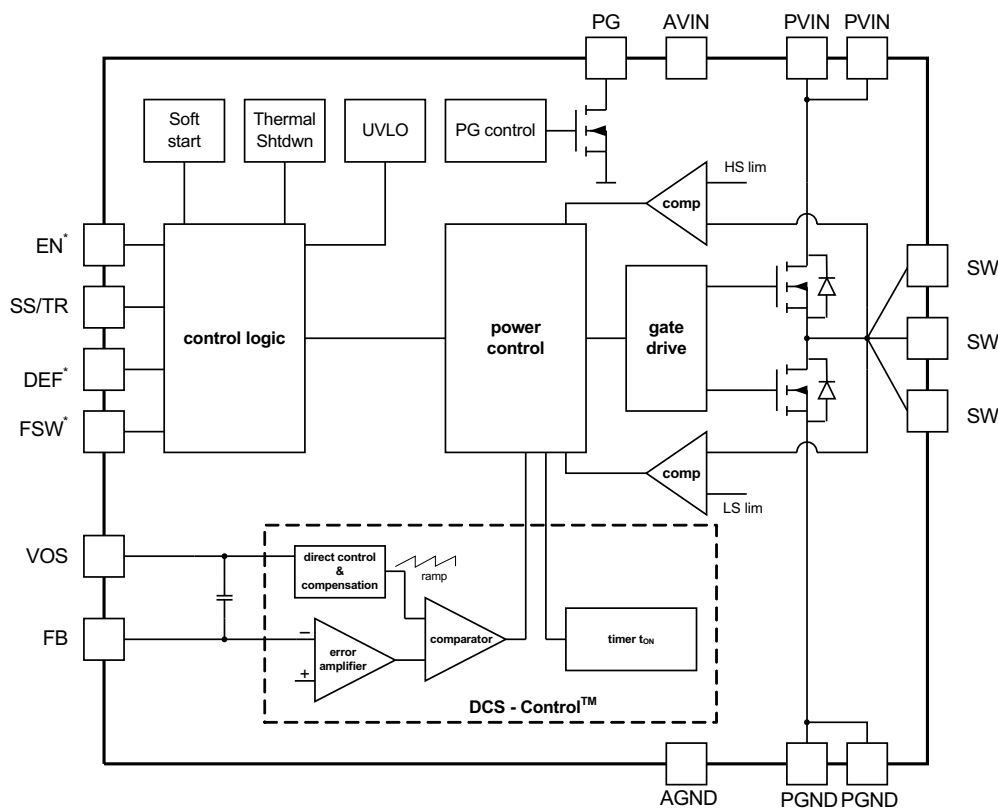 PG
AVIN
PVIN
PVIN
Soft
start
Thermal
Shtdwn
UVLO
PG control
HS lim
comp
EN*
SS/TR
DEF*
FSW*
control logic
power
control
gate
drive
SW
SW
SW
comp
LS lim
VOS
FB
direct control
&
compensation
ramp
comparator
–
error
amplifier
+
timer tON
DCS - Control™
AGND
PGND
PGND